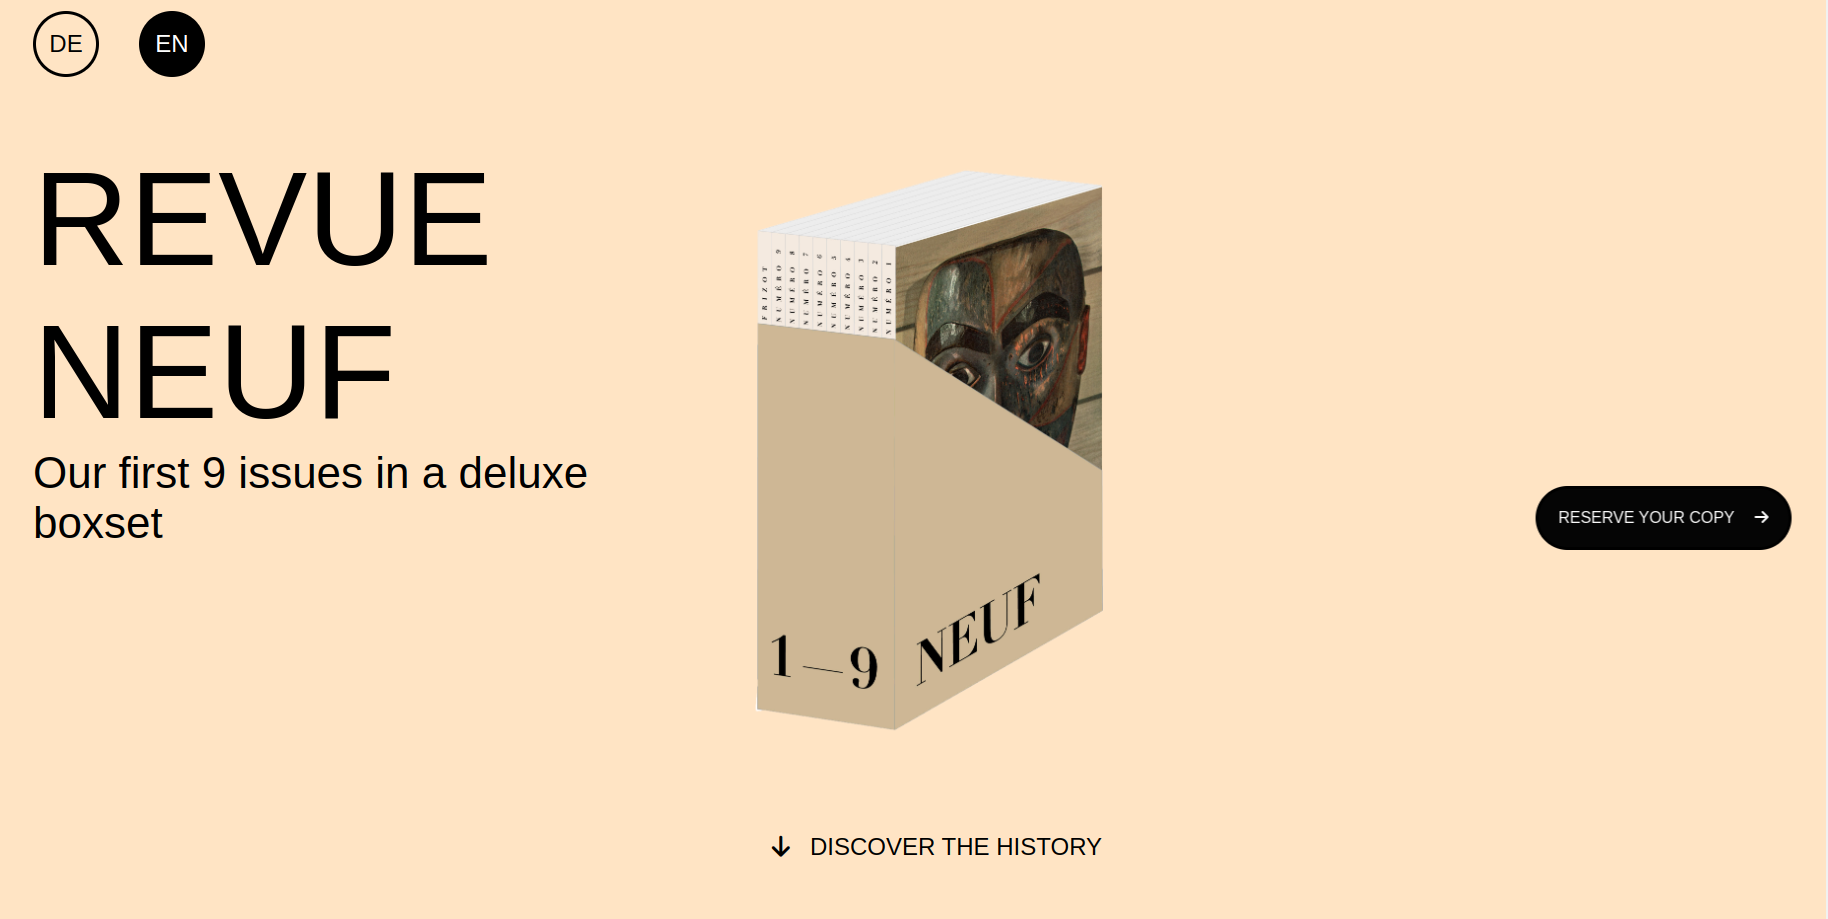 DE
EN
REVUE
NEUF
Our first 9 issues in a deluxe
boxset
FRIZOT
NUMÉRO 9
NUMÉRO 8
NUMÉRO 7
NUMÉRO 6
NUMÉRO 5
NUMÉRO 4
NUMÉRO 3
NUMÉRO 2
NUMÉRO 1
1—9
NEUF
RESERVE YOUR COPY
DISCOVER THE HISTORY